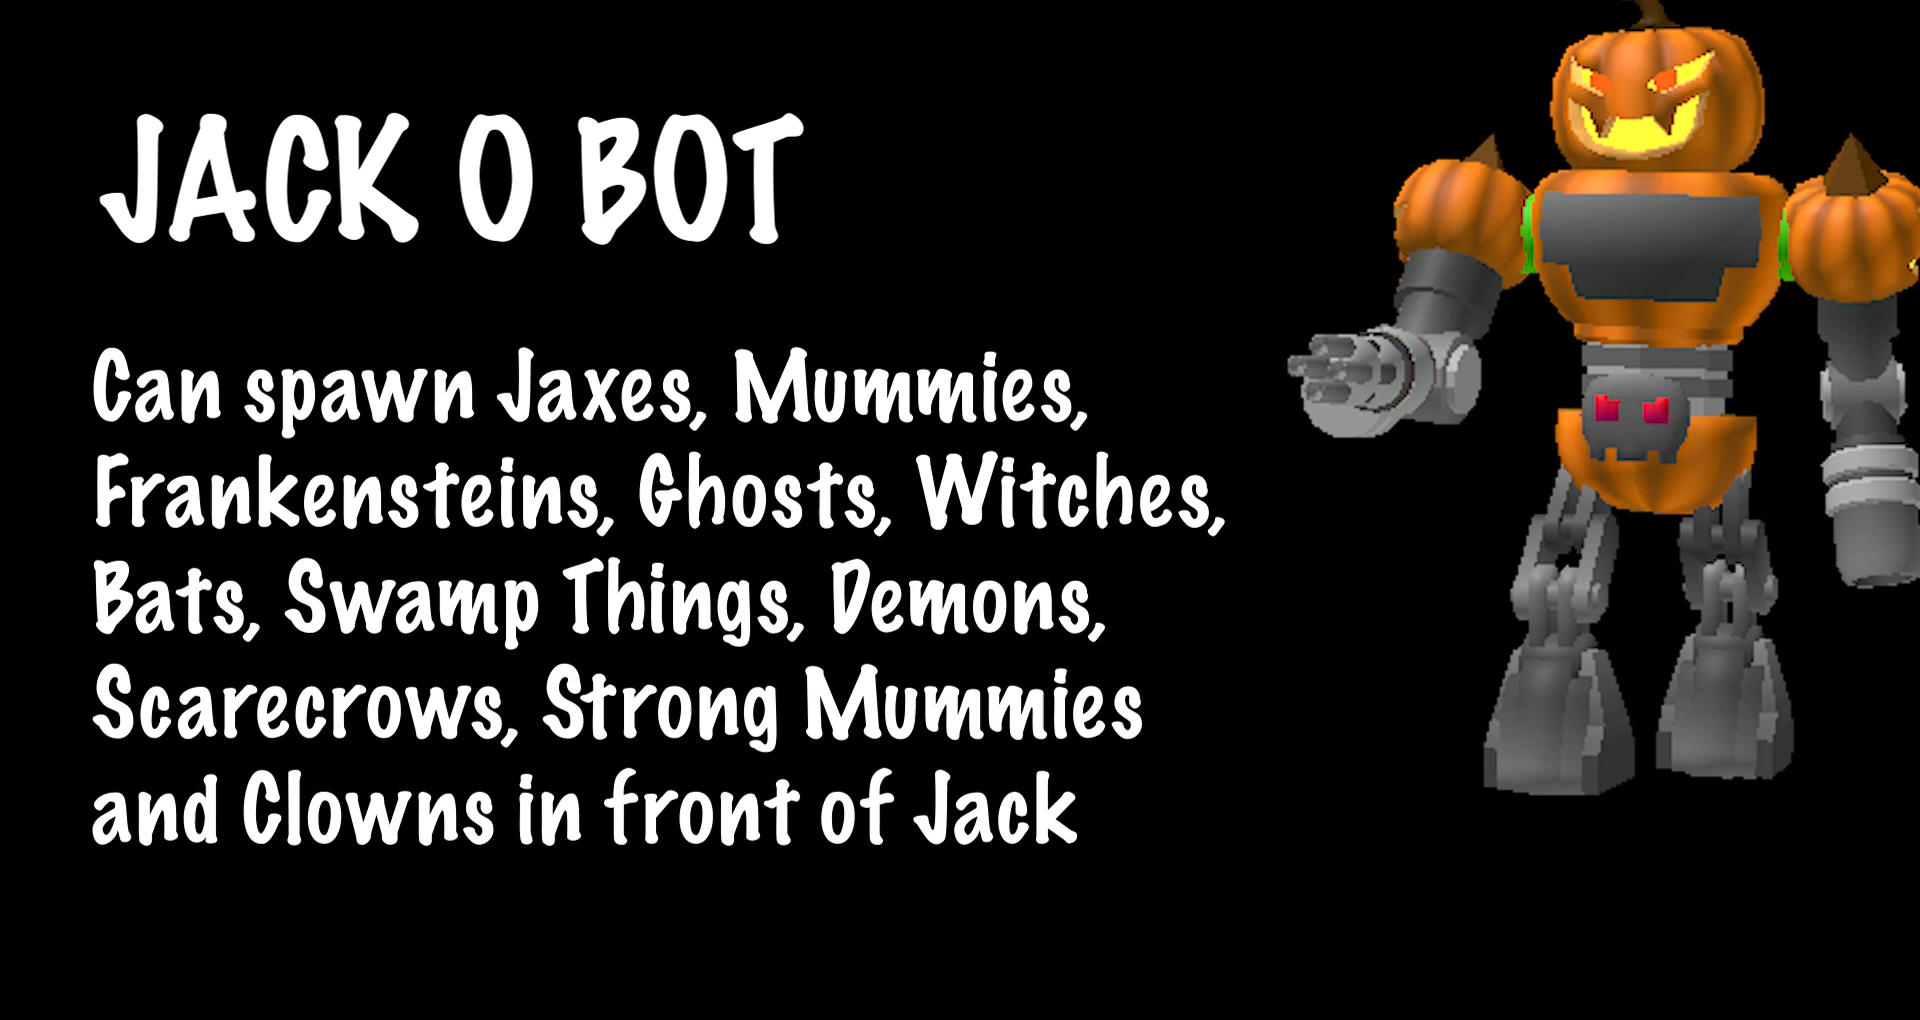 JACK O BOT
Can spawn Jaxes, Mummies,
Frankensteins, Ghosts, Witches,
Bats, Swamp Things, Demons,
Scarecrows, Strong Mummies
and Clowns in front of Jack